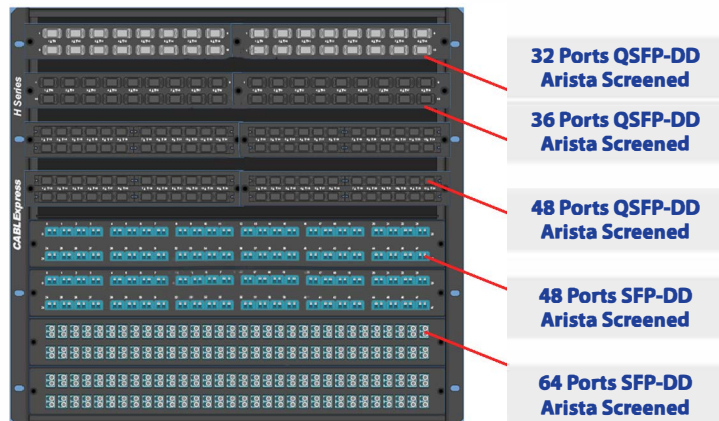 H Series
CABLExpress
32 Ports QSFP-DD
Arista Screened
36 Ports QSFP-DD
Arista Screened
48 Ports QSFP-DD
Arista Screened
48 Ports SFP-DD
Arista Screened
64 Ports SFP-DD
Arista Screened